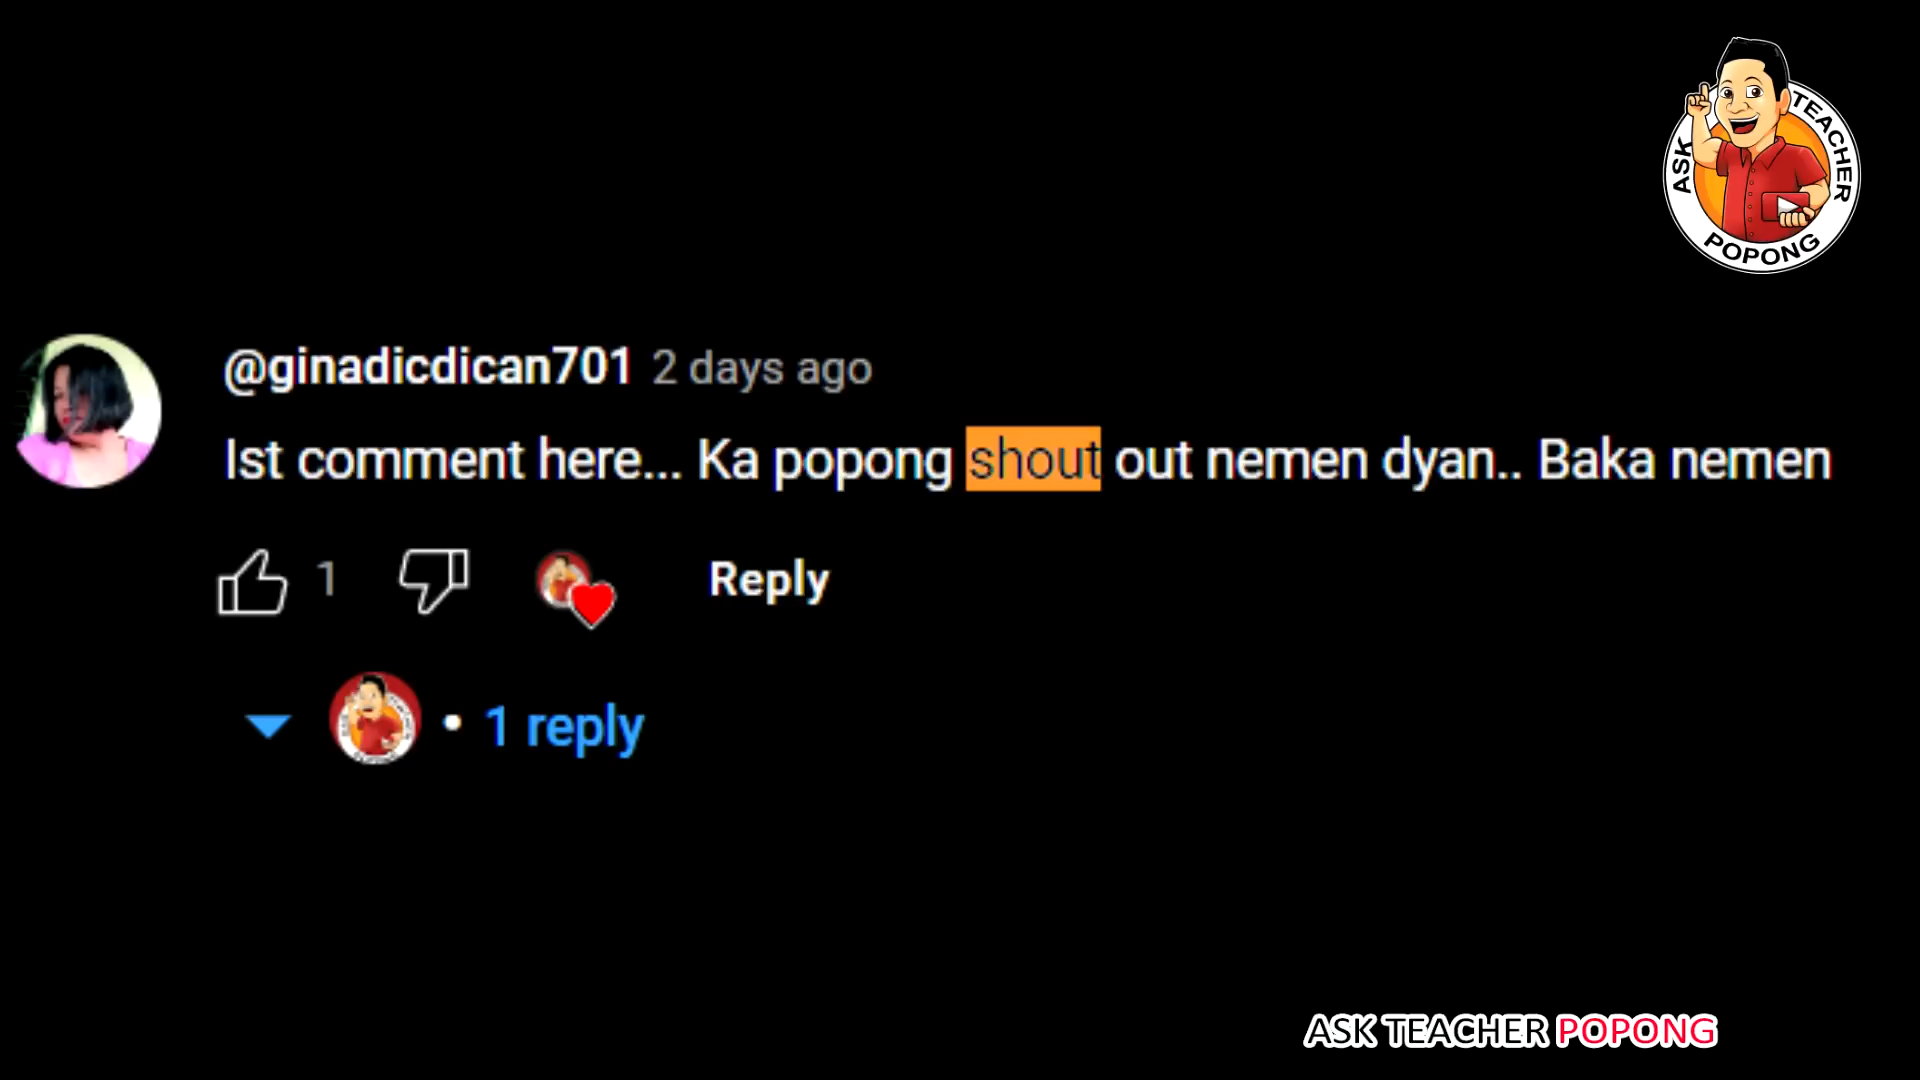 ASK TEACHER POPONG
@ginadicdican701 2 days ago
Ist comment here... Ka popong shout out nemen dyan.. Baka nemen
1 Reply
• 1 reply
ASK TEACHER POPONG